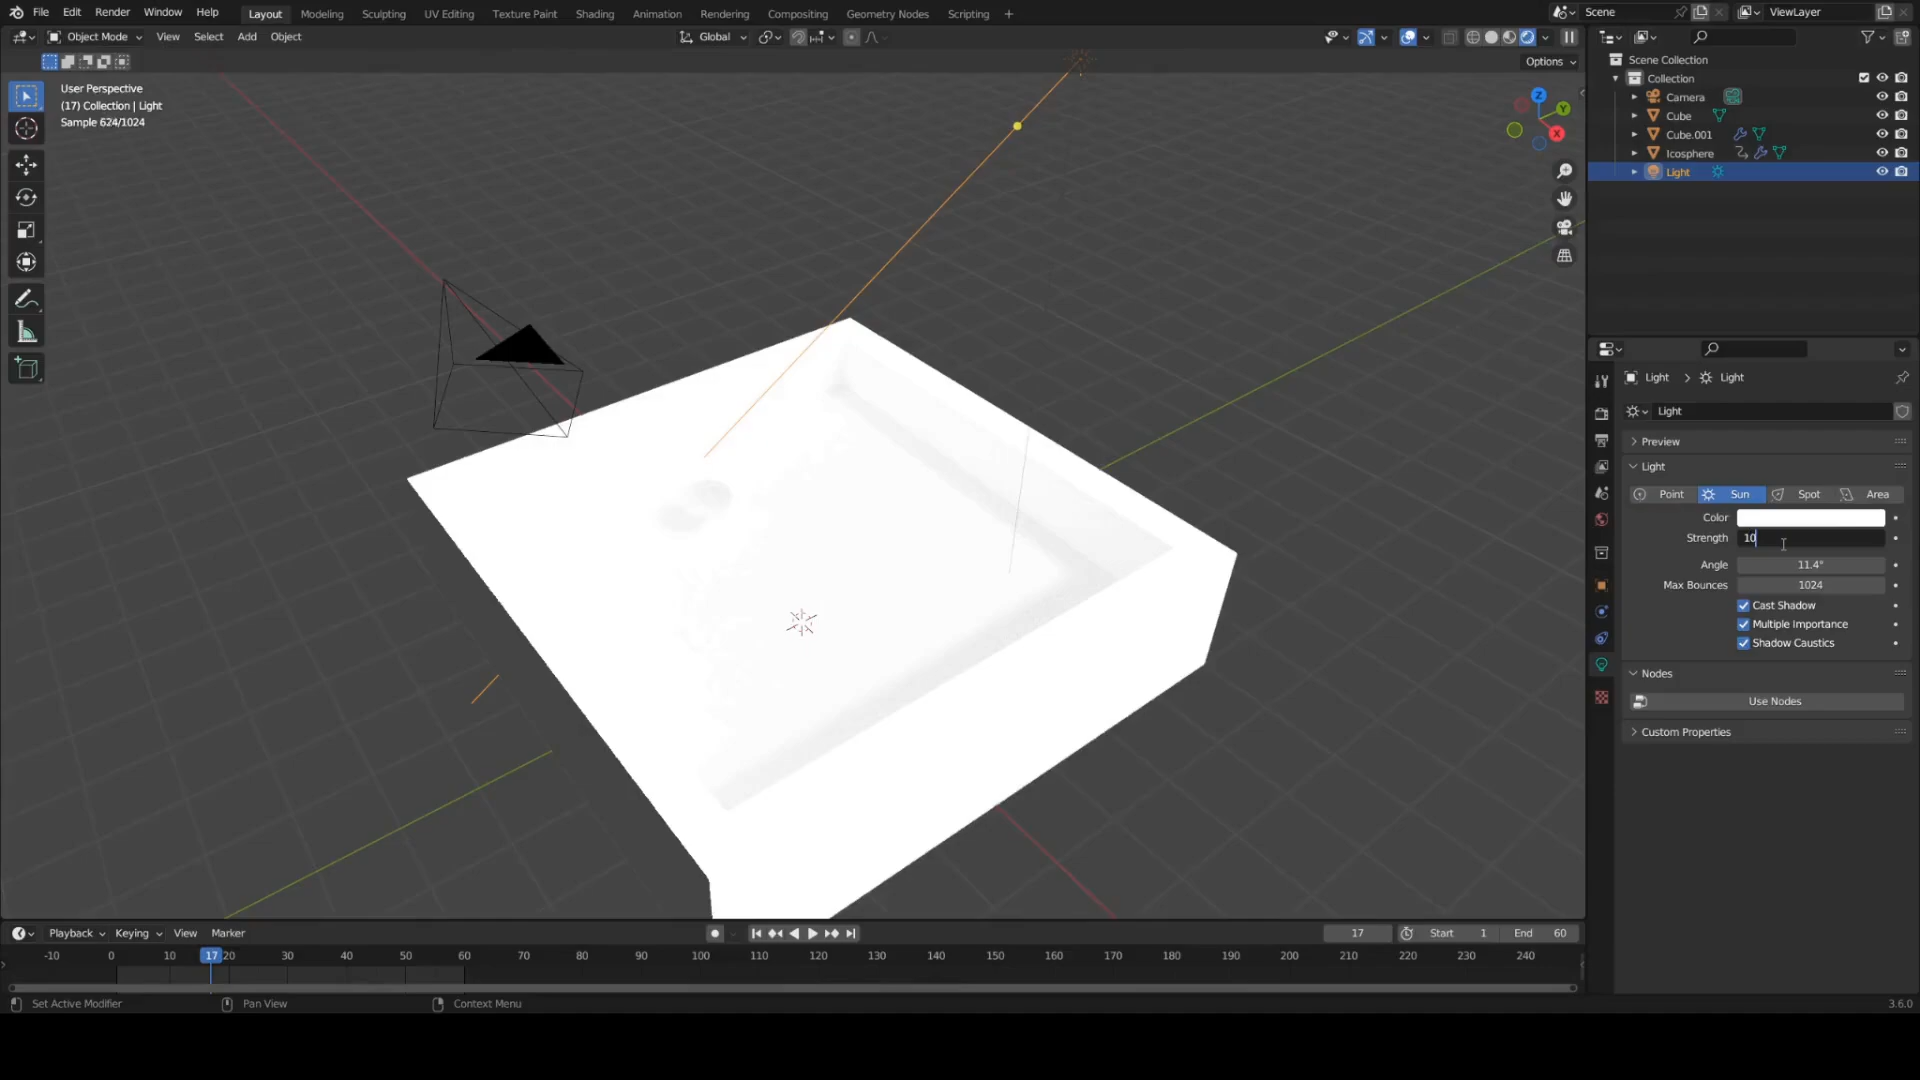 File Edit Render Window Help Layout Modeling Sculpting UV Editing Texture Paint Shading Animation Rendering Compositing Geometry Nodes Scripting + Scene ViewLayer
Object Mode View Select Add Object Global
Options
User Perspective
(17) Collection | Light
Sample 624/1024
Z
Y
X
Scene Collection
Collection
Camera
Cube
Cube.001
Icosphere
Light
Light > Light
Light
Preview
Light
Point Sun Spot Area
Color
Strength 10
Angle 11.4°
Max Bounces 1024
Cast Shadow
Multiple Importance
Shadow Caustics
Nodes
Use Nodes
Custom Properties
Playback Keying View Marker 17 Start 1 End 60
-10 0 10 17 20 30 40 50 60 70 80 90 100 110 120 130 140 150 160 170 180 190 200 210 220 230 240
Set Active Modifier Pan View Context Menu 3.6.0